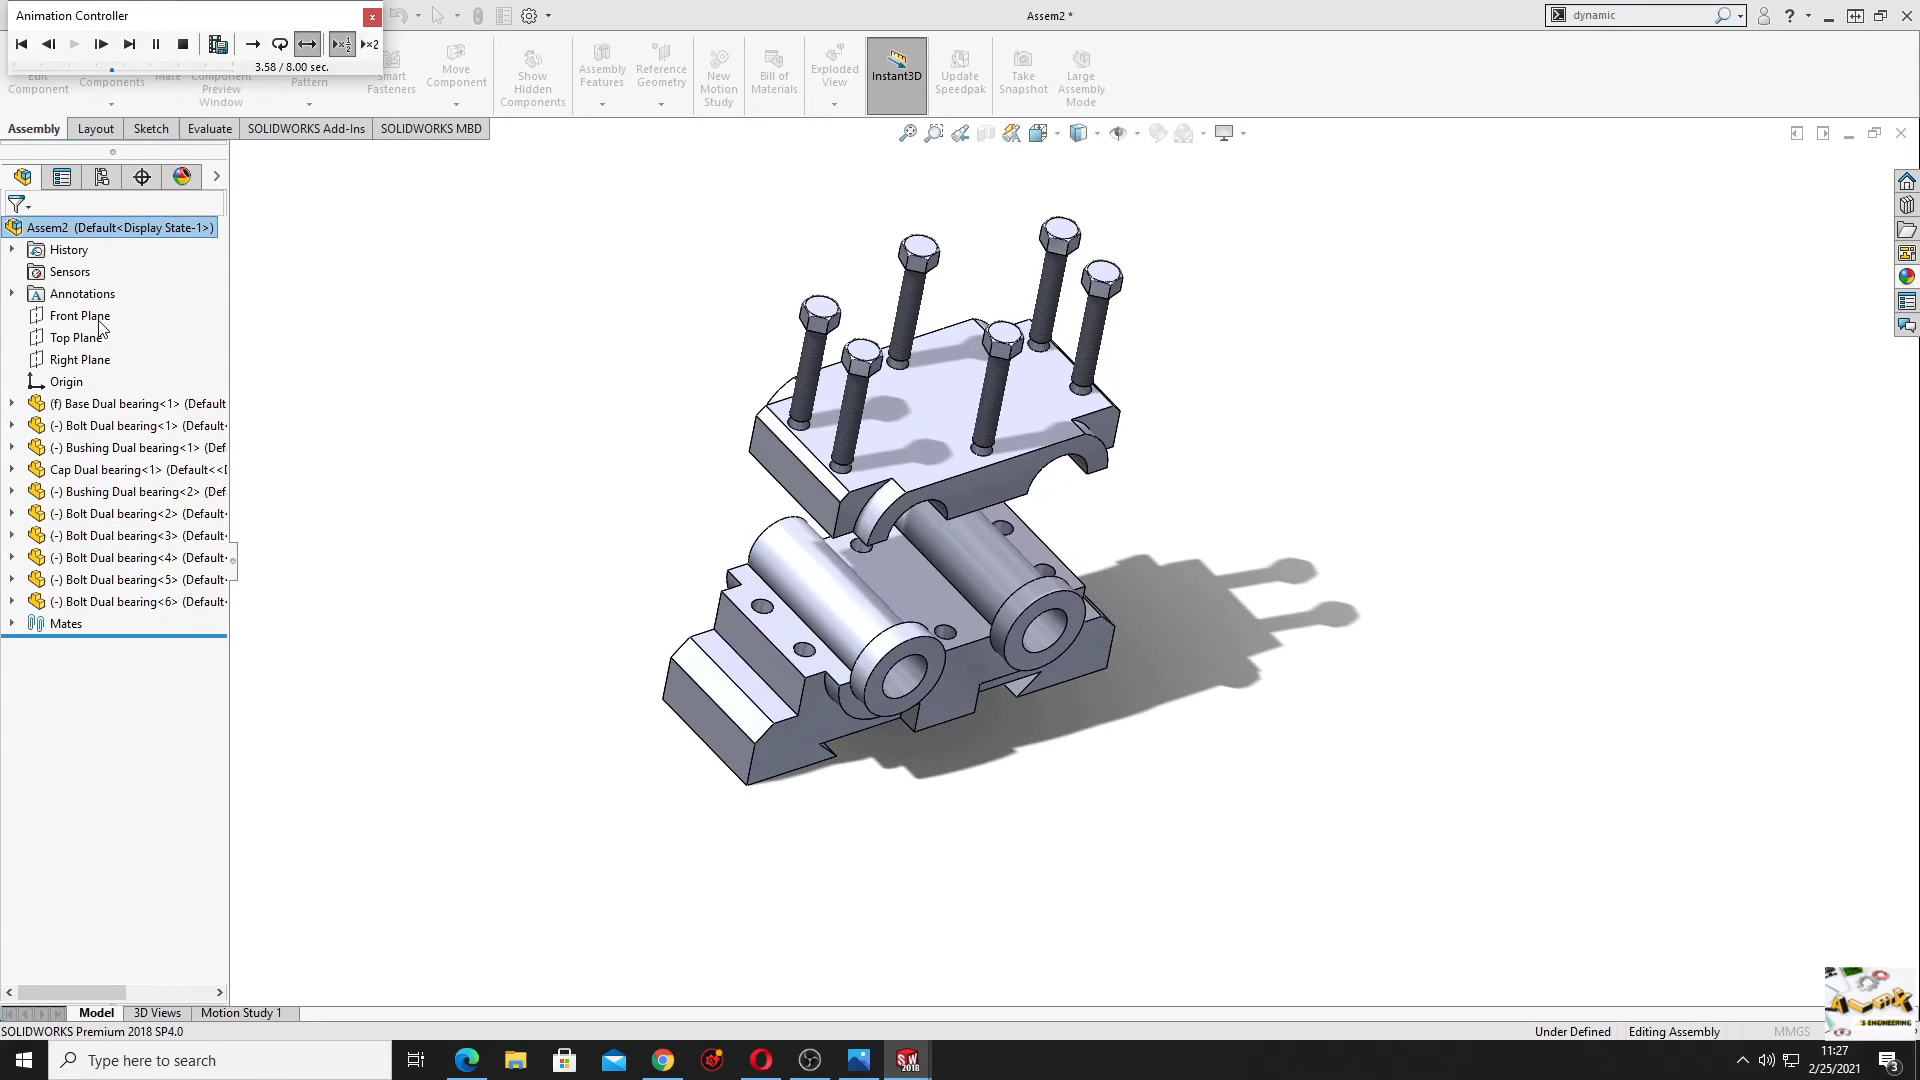 Animation Controller
x
3.58 / 8.00 sec.
Assem2 *
dynamic
Edit
Component
Components
Mate
Component
Preview
Window
Pattern
Smart
Fasteners
Move
Component
Show
Hidden
Components
Assembly
Features
Reference
Geometry
New
Motion
Study
Bill of
Materials
Exploded
View
Instant3D
Update
Speedpak
Take
Snapshot
Large
Assembly
Mode
Assembly
Layout
Sketch
Evaluate
SOLIDWORKS Add-Ins
SOLIDWORKS MBD
Assem2 (Default<Display State-1>)
History
Sensors
Annotations
Front Plane
Top Plane
Right Plane
Origin
(f) Base Dual bearing<1> (Default
(-) Bolt Dual bearing<1> (Default
(-) Bushing Dual bearing<1> (Def
Cap Dual bearing<1> (Default<<
(-) Bushing Dual bearing<2> (Def
(-) Bolt Dual bearing<2> (Default
(-) Bolt Dual bearing<3> (Default
(-) Bolt Dual bearing<4> (Default
(-) Bolt Dual bearing<5> (Default
(-) Bolt Dual bearing<6> (Default
Mates
Model
3D Views
Motion Study 1
SOLIDWORKS Premium 2018 SP4.0
Under Defined
Editing Assembly
MMGS
Type here to search
11:27
2/25/2021
3